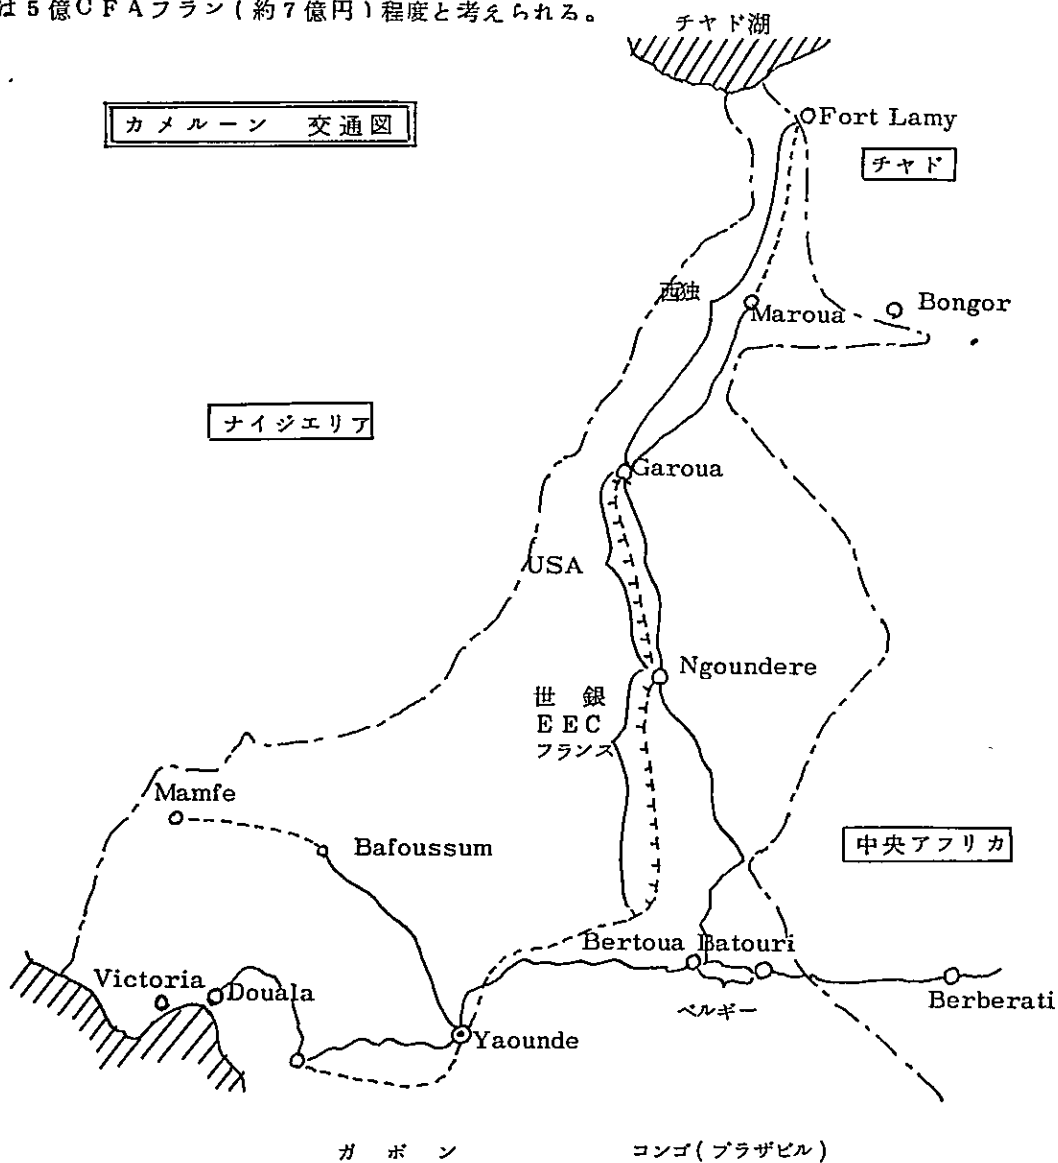 は5億CFAフラン(約7億円)程度と考えられる。
チャド湖
カメルーン 交通図
Fort Lamy
チャド
西独
Maroua
Bongor
ナイジエリア
Garoua
USA
Ngoundere
世 銀
EEC
フランス
Mamfe
Bafoussum
中央アフリカ
Bertoua Batouri
Victoria
Douala
Berberati
ベルギー
Yaounde
ガ ボ ン
コンゴ(ブラザビル)